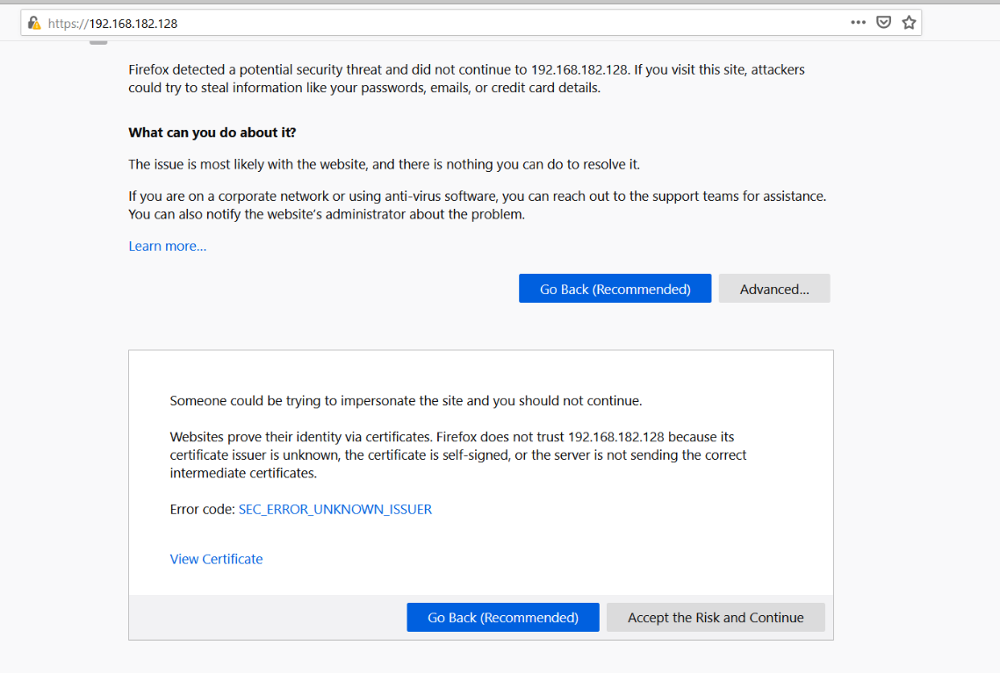 https://192.168.182.128
Firefox detected a potential security threat and did not continue to 192.168.182.128. If you visit this site, attackers
could try to steal information like your passwords, emails, or credit card details.
What can you do about it?
The issue is most likely with the website, and there is nothing you can do to resolve it.
If you are on a corporate network or using anti-virus software, you can reach out to the support teams for assistance.
You can also notify the website’s administrator about the problem.
Learn more…
Go Back (Recommended) Advanced...
Someone could be trying to impersonate the site and you should not continue.
Websites prove their identity via certificates. Firefox does not trust 192.168.182.128 because its
certificate issuer is unknown, the certificate is self-signed, or the server is not sending the correct
intermediate certificates.
Error code: SEC_ERROR_UNKNOWN_ISSUER
View Certificate
Go Back (Recommended) Accept the Risk and Continue